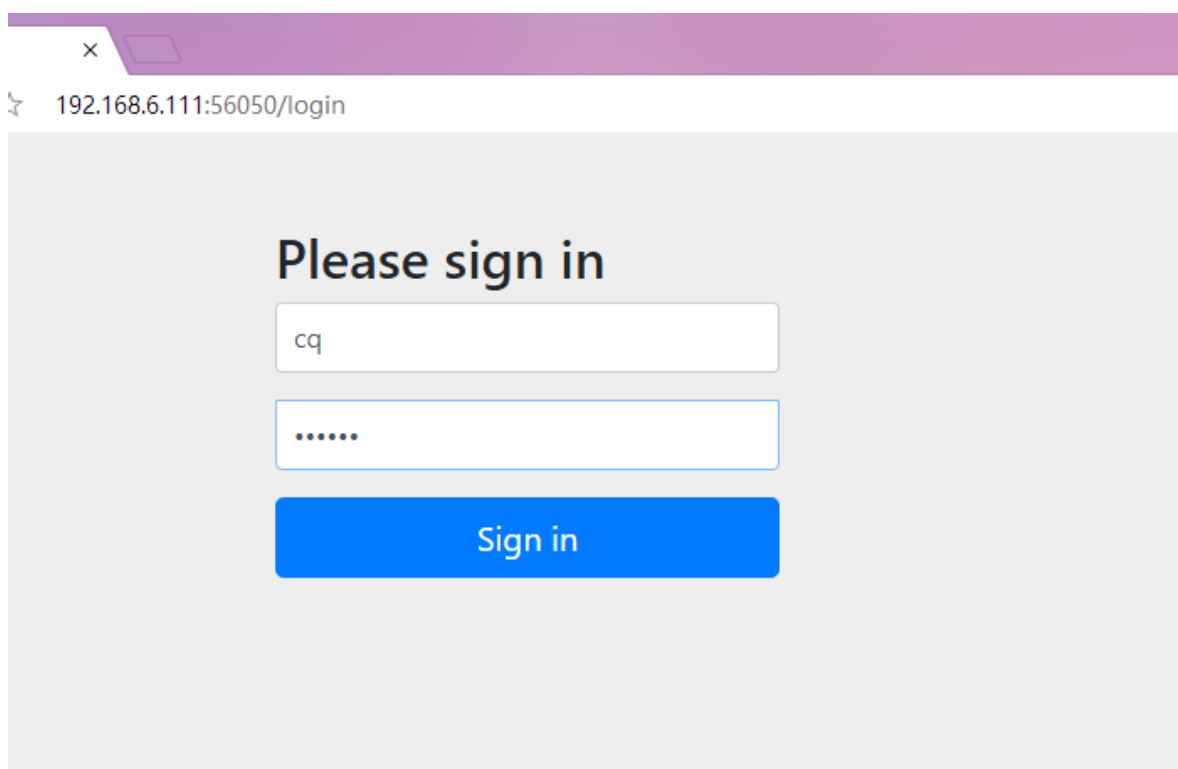 192.168.6.111:56050/login
Please sign in
cq
••••••
Sign in